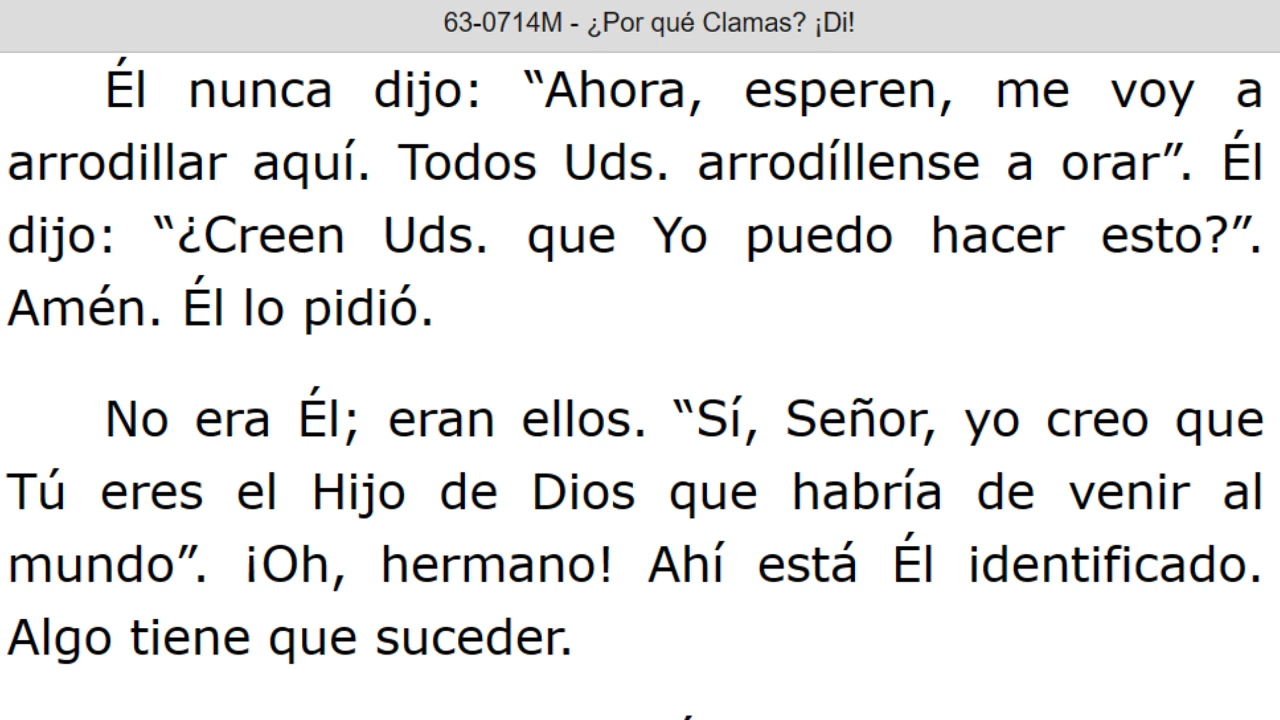 63-0714M - ¿Por qué Clamas? ¡Di!
Él nunca dijo: “Ahora, esperen, me voy a
arrodillar aquí. Todos Uds. arrodíllense a orar”. Él
dijo: “¿Creen Uds. que Yo puedo hacer esto?”.
Amén. Él lo pidió.
No era Él; eran ellos. “Sí, Señor, yo creo que
Tú eres el Hijo de Dios que habría de venir al
mundo”. ¡Oh, hermano! Ahí está Él identificado.
Algo tiene que suceder.